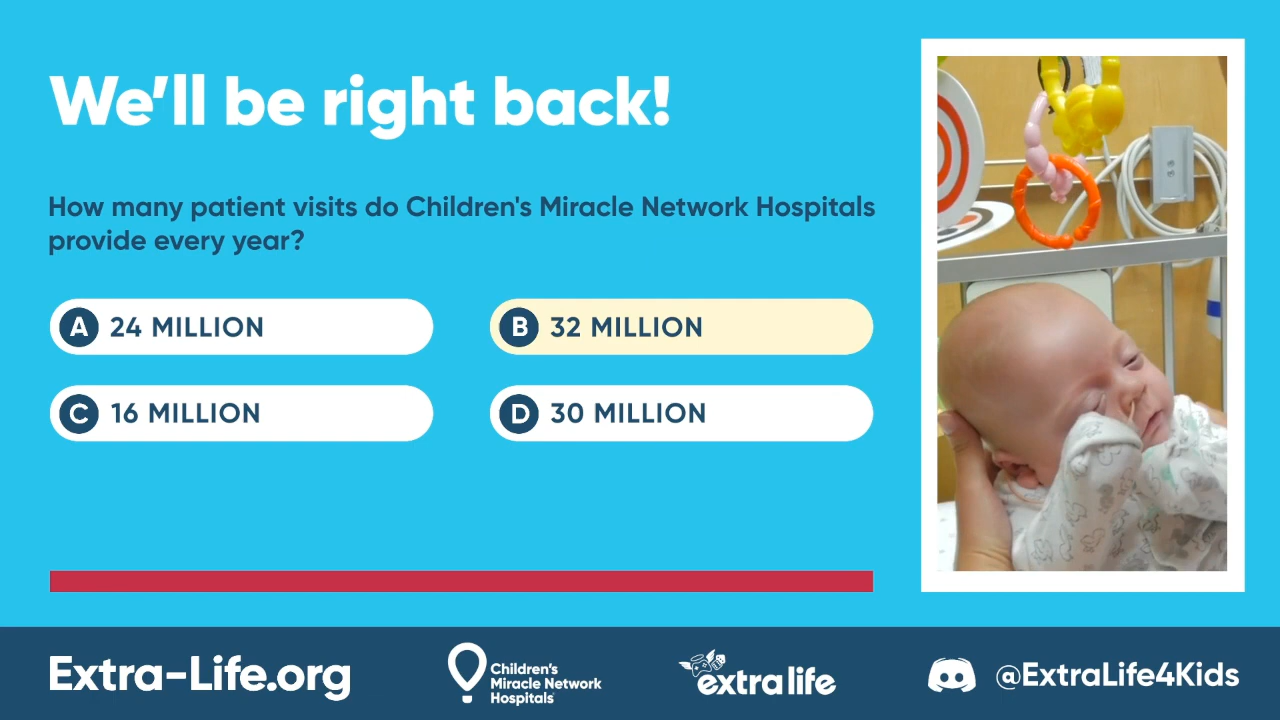 We'll be right back!
How many patient visits do Children's Miracle Network Hospitals
provide every year?
A 24 MILLION
B 32 MILLION
C 16 MILLION
D 30 MILLION
Extra-Life.org
Children's
Miracle Network
Hospitals
extra life
@ExtraLife4Kids